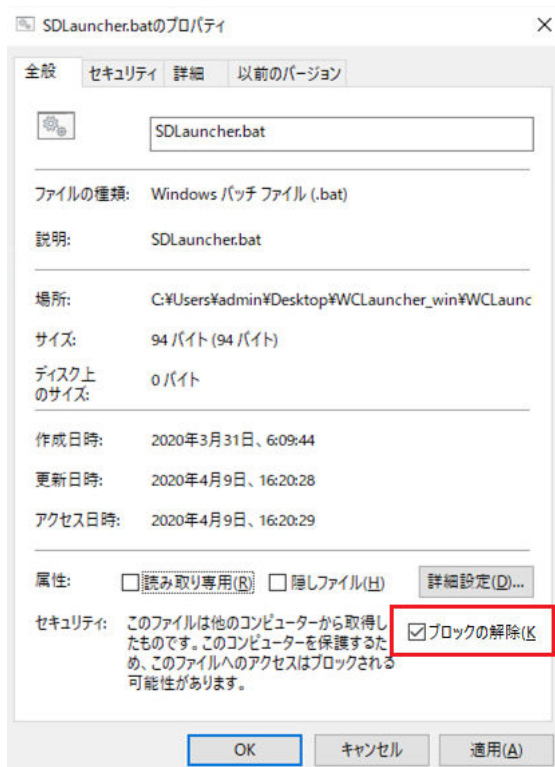 SDLauncher.batのプロパティ
全般 セキュリティ 詳細 以前のバージョン
SDLauncher.bat
ファイルの種類: Windows バッチ ファイル (.bat)
説明: SDLauncher.bat
場所: C:¥Users¥admin¥Desktop¥WCLauncher_win¥WCLaunc
サイズ: 94 バイト (94 バイト)
ディスク上
のサイズ: 0 バイト
作成日時: 2020年3月31日、6:09:44
更新日時: 2020年4月9日、16:20:28
アクセス日時: 2020年4月9日、16:20:29
属性: 読み取り専用(R) 隠しファイル(H) 詳細設定(D)...
セキュリティ: このファイルは他のコンピューターから取得し
たものです。このコンピューターを保護するた
め、このファイルへのアクセスはブロックされる
可能性があります。
ブロックの解除(K
OK キャンセル 適用(A)